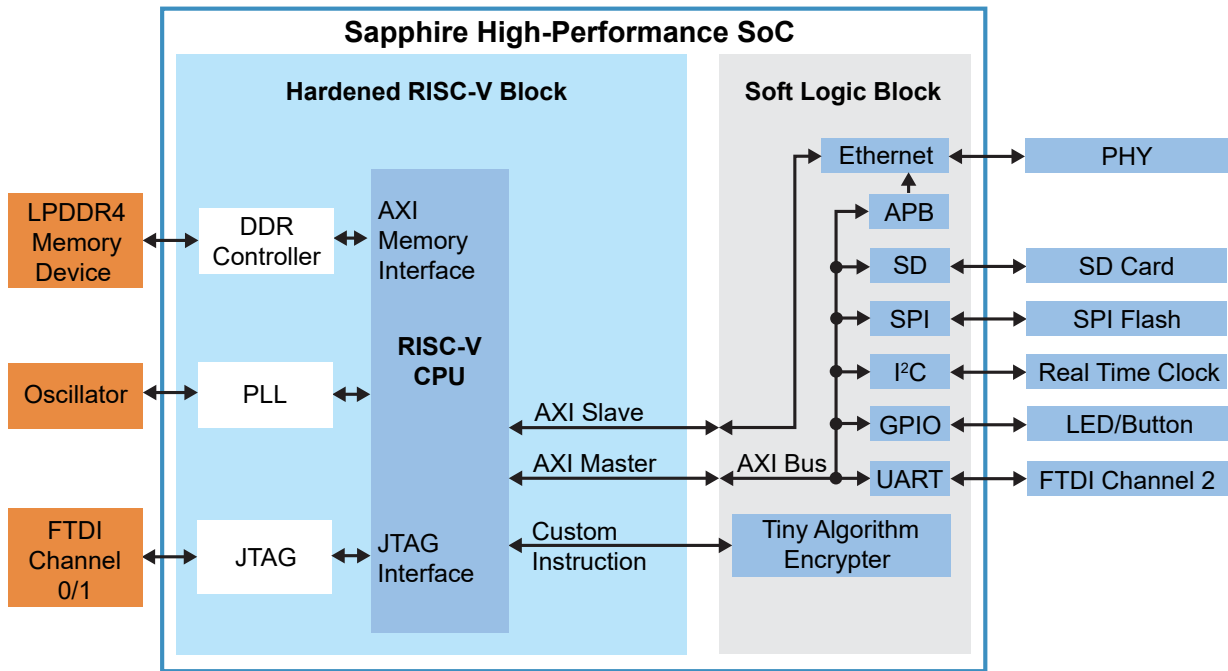 Sapphire High-Performance SoC
Hardened RISC-V Block
Soft Logic Block
LPDDR4
Memory
Device
DDR
Controller
AXI
Memory
Interface
RISC-V
CPU
Oscillator
PLL
FTDI
Channel
0/1
JTAG
JTAG
Interface
AXI Slave
AXI Master
AXI Bus
Custom
Instruction
Ethernet
PHY
APB
SD
SD Card
SPI
SPI Flash
I²C
Real Time Clock
GPIO
LED/Button
UART
FTDI Channel 2
Tiny Algorithm
Encrypter